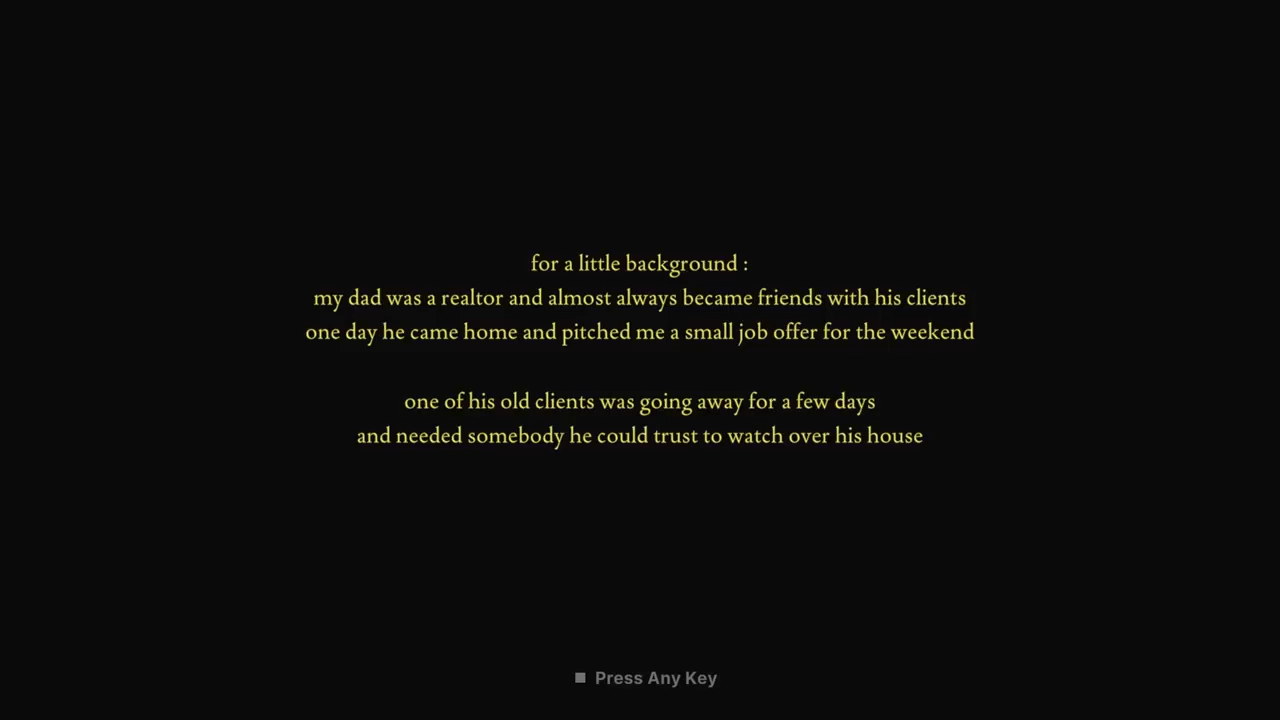 for a little background :
my dad was a realtor and almost always became friends with his clients
one day he came home and pitched me a small job offer for the weekend
one of his old clients was going away for a few days
and needed somebody he could trust to watch over his house
Press Any Key